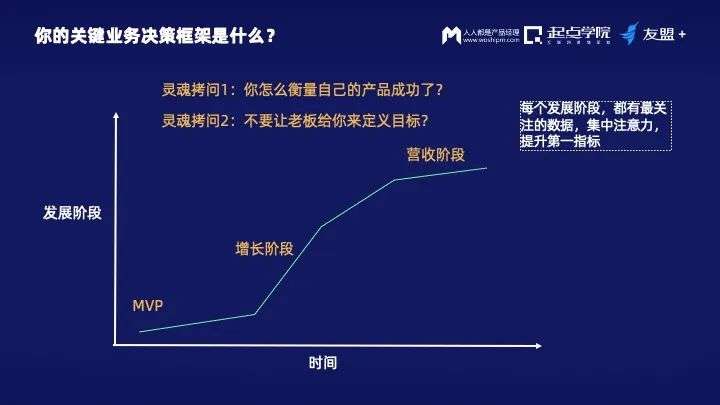 你的关键业务决策框架是什么？
人人都是产品经理
www.woshipm.com
起点学院
友盟+
灵魂拷问1：你怎么衡量自己的产品成功了？
灵魂拷问2：不要让老板给你来定义目标？
每个发展阶段，都有最关
注的数据，集中注意力，
提升第一指标
营收阶段
发展阶段
增长阶段
MVP
时间